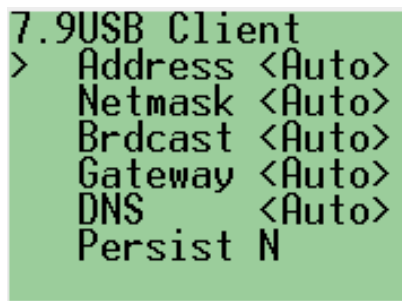 7.9USB Client
>  Address <Auto>
   Netmask <Auto>
   Brdcast <Auto>
   Gateway <Auto>
   DNS     <Auto>
   Persist N